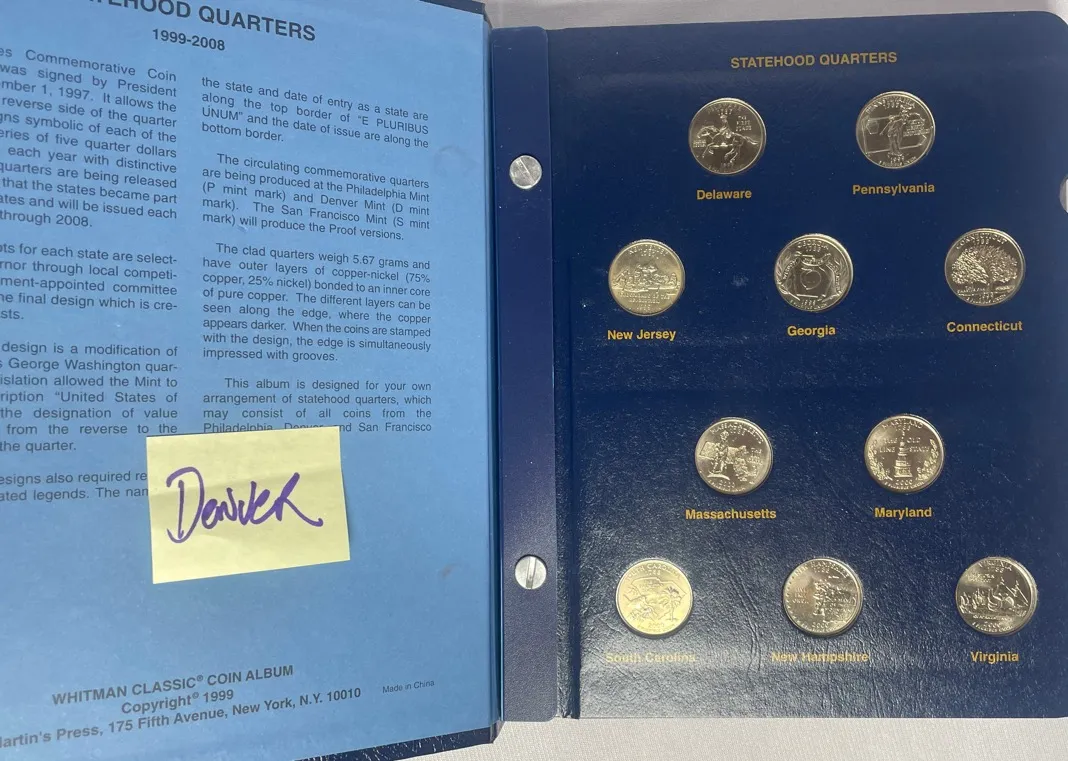 EHOOD QUARTERS
1999-2008
es Commemorative Coin
was signed by President
mber 1, 1997. It allows the
reverse side of the quarter
gns symbolic of each of the
eries of five quarter dollars
each year with distinctive
quarters are being released
that the states became part
ates and will be issued each
through 2008.
pts for each state are select-
rnor through local competi-
ment-appointed committee
he final design which is cre-
sts.
design is a modification of
s George Washington quar-
islation allowed the Mint to
ription "United States of
the designation of value
from the reverse to the
the quarter.
esigns also required re
ated legends. The nam
the state and date of entry as a state are
along the top border of "E PLURIBUS
UNUM" and the date of issue are along the
bottom border.
The circulating commemorative quarters
are being produced at the Philadelphia Mint
(P mint mark) and Denver Mint (D mint
mark). The San Francisco Mint (S mint
mark) will produce the Proof versions.
The clad quarters weigh 5.67 grams and
have outer layers of copper-nickel (75%
copper, 25% nickel) bonded to an inner core
of pure copper. The different layers can be
seen along the edge, where the copper
appears darker. When the coins are stamped
with the design, the edge is simultaneously
impressed with grooves.
This album is designed for your own
arrangement of statehood quarters, which
may consist of all coins from the
Philadelphia, Denver and San Francisco
DENVER
WHITMAN CLASSIC® COIN ALBUM
Copyright® 1999
Martin's Press, 175 Fifth Avenue, New York, N.Y. 10010
Made in China
STATEHOOD QUARTERS
Delaware
Pennsylvania
New Jersey
Georgia
Connecticut
Massachusetts
Maryland
South Carolina
New Hampshire
Virginia